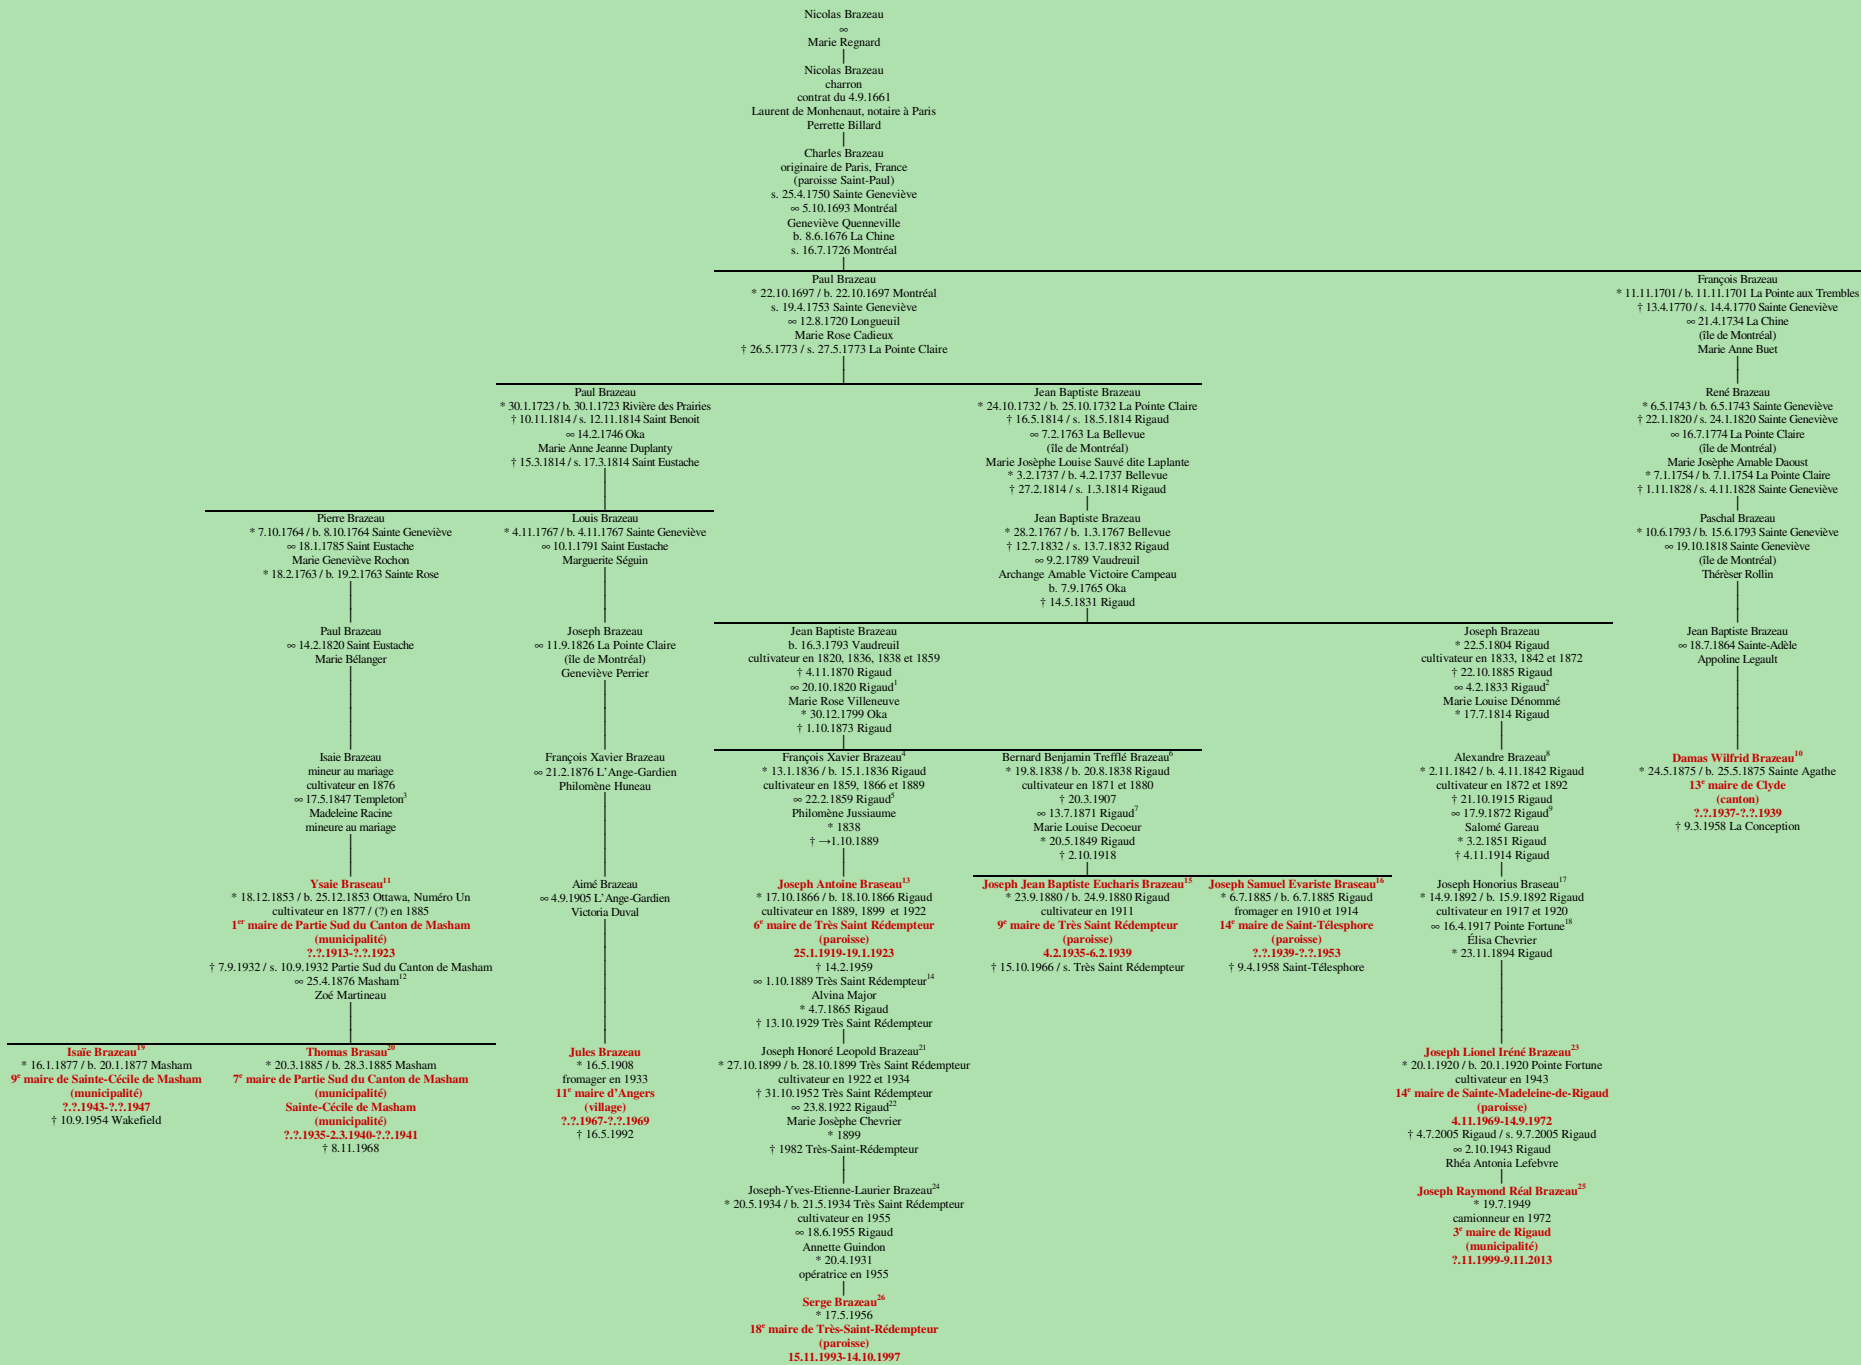 Nicolas Brazeau
∞
Marie Regnard
Nicolas Brazeau
charron
contrat du 4.9.1661
Laurent de Monhenaut, notaire à Paris
Perrette Billard
Charles Brazeau
originaire de Paris, France
(paroisse Saint-Paul)
s. 25.4.1750 Sainte Geneviève
∞ 5.10.1693 Montréal
Geneviève Quenneville
b. 8.6.1676 La Chine
s. 16.7.1726 Montréal
Paul Brazeau
* 22.10.1697 / b. 22.10.1697 Montréal
s. 19.4.1753 Sainte Geneviève
∞ 12.8.1720 Longueuil
Marie Rose Cadieux
† 26.5.1773 / s. 27.5.1773 La Pointe Claire
François Brazeau
* 11.11.1701 / b. 11.11.1701 La Pointe aux Trembles
† 13.4.1770 / s. 14.4.1770 Sainte Geneviève
∞ 21.4.1734 La Chine
(île de Montréal)
Marie Anne Buet
Paul Brazeau
* 30.1.1723 / b. 30.1.1723 Rivière des Prairies
† 10.11.1814 / s. 12.11.1814 Saint Benoit
∞ 14.2.1746 Oka
Marie Anne Jeanne Duplanty
† 15.3.1814 / s. 17.3.1814 Saint Eustache
Jean Baptiste Brazeau
* 24.10.1732 / b. 25.10.1732 La Pointe Claire
† 16.5.1814 / s. 18.5.1814 Rigaud
∞ 7.2.1763 La Bellevue
(île de Montréal)
Marie Josèphe Louise Sauvé dite Laplante
* 3.2.1737 / b. 4.2.1737 Bellevue
† 27.2.1814 / s. 1.3.1814 Rigaud
René Brazeau
* 6.5.1743 / b. 6.5.1743 Sainte Geneviève
† 22.1.1820 / s. 24.1.1820 Sainte Geneviève
∞ 16.7.1774 La Pointe Claire
(île de Montréal)
Marie Josèphe Amable Daoust
* 7.1.1754 / b. 7.1.1754 La Pointe Claire
† 1.11.1828 / s. 4.11.1828 Sainte Geneviève
Pierre Brazeau
* 7.10.1764 / b. 8.10.1764 Sainte Geneviève
∞ 18.1.1785 Saint Eustache
Marie Geneviève Rochon
* 18.2.1763 / b. 19.2.1763 Sainte Rose
Louis Brazeau
* 4.11.1767 / b. 4.11.1767 Sainte Geneviève
∞ 10.1.1791 Saint Eustache
Marguerite Séguin
Jean Baptiste Brazeau
* 28.2.1767 / b. 1.3.1767 Bellevue
† 12.7.1832 / s. 13.7.1832 Rigaud
∞ 9.2.1789 Vaudreuil
Archange Amable Victoire Campeau
b. 7.9.1765 Oka
† 14.5.1831 Rigaud
Paschal Brazeau
* 10.6.1793 / b. 15.6.1793 Sainte Geneviève
∞ 19.10.1818 Sainte Geneviève
(île de Montréal)
Thérèser Rollin
Paul Brazeau
∞ 14.2.1820 Saint Eustache
Marie Bélanger
Joseph Brazeau
∞ 11.9.1826 La Pointe Claire
(île de Montréal)
Geneviève Perrier
Jean Baptiste Brazeau
b. 16.3.1793 Vaudreuil
cultivateur en 1820, 1836, 1838 et 1859
† 4.11.1870 Rigaud
∞ 20.10.1820 Rigaud1
Marie Rose Villeneuve
* 30.12.1799 Oka
† 1.10.1873 Rigaud
Joseph Brazeau
* 22.5.1804 Rigaud
cultivateur en 1833, 1842 et 1872
† 22.10.1885 Rigaud
∞ 4.2.1833 Rigaud2
Marie Louise Dénommé
* 17.7.1814 Rigaud
Jean Baptiste Brazeau
∞ 18.7.1864 Sainte-Adèle
Appoline Legault
Isaie Brazeau
mineur au mariage
cultivateur en 1876
∞ 17.5.1847 Templeton3
Madeleine Racine
mineure au mariage
François Xavier Brazeau
∞ 21.2.1876 L'Ange-Gardien
Philomène Huneau
François Xavier Brazeau4
* 13.1.1836 / b. 15.1.1836 Rigaud
cultivateur en 1859, 1866 et 1889
∞ 22.2.1859 Rigaud5
Philomène Jussiaume
* 1838
† →1.10.1889
Bernard Benjamin Trefflé Brazeau6
* 19.8.1838 / b. 20.8.1838 Rigaud
cultivateur en 1871 et 1880
† 20.3.1907
∞ 13.7.1871 Rigaud7
Marie Louise Decoeur
* 20.5.1849 Rigaud
† 2.10.1918
Alexandre Brazeau8
* 2.11.1842 / b. 4.11.1842 Rigaud
cultivateur en 1872 et 1892
† 21.10.1915 Rigaud
∞ 17.9.1872 Rigaud9
Salomé Gareau
* 3.2.1851 Rigaud
† 4.11.1914 Rigaud
Damas Wilfrid Brazeau10
* 24.5.1875 / b. 25.5.1875 Sainte Agathe
13e maire de Clyde
(canton)
?.?.1937-?.?.1939
† 9.3.1958 La Conception
Ysaie Braseau11
* 18.12.1853 / b. 25.12.1853 Ottawa, Numéro Un
cultivateur en 1877 / (?) en 1885
1er maire de Partie Sud du Canton de Masham
(municipalité)
?.?.1913-?.?.1923
† 7.9.1932 / s. 10.9.1932 Partie Sud du Canton de Masham
∞ 25.4.1876 Masham12
Zoé Martineau
Aimé Brazeau
∞ 4.9.1905 L'Ange-Gardien
Victoria Duval
Joseph Antoine Braseau13
* 17.10.1866 / b. 18.10.1866 Rigaud
cultivateur en 1889, 1899 et 1922
6e maire de Très Saint Rédempteur
(paroisse)
25.1.1919-19.1.1923
† 14.2.1959
∞ 1.10.1889 Très Saint Rédempteur14
Alvina Major
* 4.7.1865 Rigaud
† 13.10.1929 Très Saint Rédempteur
Joseph Jean Baptiste Eucharis Brazeau15
* 23.9.1880 / b. 24.9.1880 Rigaud
cultivateur en 1911
9e maire de Très Saint Rédempteur
(paroisse)
4.2.1935-6.2.1939
† 15.10.1966 / s. Très Saint Rédempteur
Joseph Samuel Evariste Braseau16
* 6.7.1885 / b. 6.7.1885 Rigaud
fromager en 1910 et 1914
14e maire de Saint-Télesphore
(paroisse)
?.?.1939-?.?.1953
† 9.4.1958 Saint-Télesphore
Joseph Honorius Braseau17
* 14.9.1892 / b. 15.9.1892 Rigaud
cultivateur en 1917 et 1920
∞ 16.4.1917 Pointe Fortune18
Élisa Chevrier
* 23.11.1894 Rigaud
Isaïe Brazeau19
* 16.1.1877 / b. 20.1.1877 Masham
9e maire de Sainte-Cécile de Masham
(municipalité)
?.?.1943-?.?.1947
† 10.9.1954 Wakefield
Thomas Brasau20
* 20.3.1885 / b. 28.3.1885 Masham
7e maire de Partie Sud du Canton de Masham
(municipalité)
Sainte-Cécile de Masham
(municipalité)
?.?.1935-2.3.1940-?.?.1941
† 8.11.1968
Jules Brazeau
* 16.5.1908
fromager en 1933
11e maire d'Angers
(village)
?.?.1967-?.?.1969
† 16.5.1992
Joseph Honoré Leopold Brazeau21
* 27.10.1899 / b. 28.10.1899 Très Saint Rédempteur
cultivateur en 1922 et 1934
† 31.10.1952 Très Saint Rédempteur
∞ 23.8.1922 Rigaud22
Marie Josèphe Chevrier
* 1899
† 1982 Très-Saint-Rédempteur
Joseph Lionel Iréné Brazeau23
* 20.1.1920 / b. 20.1.1920 Pointe Fortune
cultivateur en 1943
14e maire de Sainte-Madeleine-de-Rigaud
(paroisse)
4.11.1969-14.9.1972
† 4.7.2005 Rigaud / s. 9.7.2005 Rigaud
∞ 2.10.1943 Rigaud
Rhéa Antonia Lefebvre
Joseph-Yves-Etienne-Laurier Brazeau24
* 20.5.1934 / b. 21.5.1934 Très Saint Rédempteur
cultivateur en 1955
∞ 18.6.1955 Rigaud
Annette Guindon
* 20.4.1931
opératrice en 1955
Joseph Raymond Réal Brazeau25
* 19.7.1949
camionneur en 1972
3e maire de Rigaud
(municipalité)
?.11.1999-9.11.2013
Serge Brazeau26
* 17.5.1956
18e maire de Très-Saint-Rédempteur
(paroisse)
15.11.1993-14.10.1997